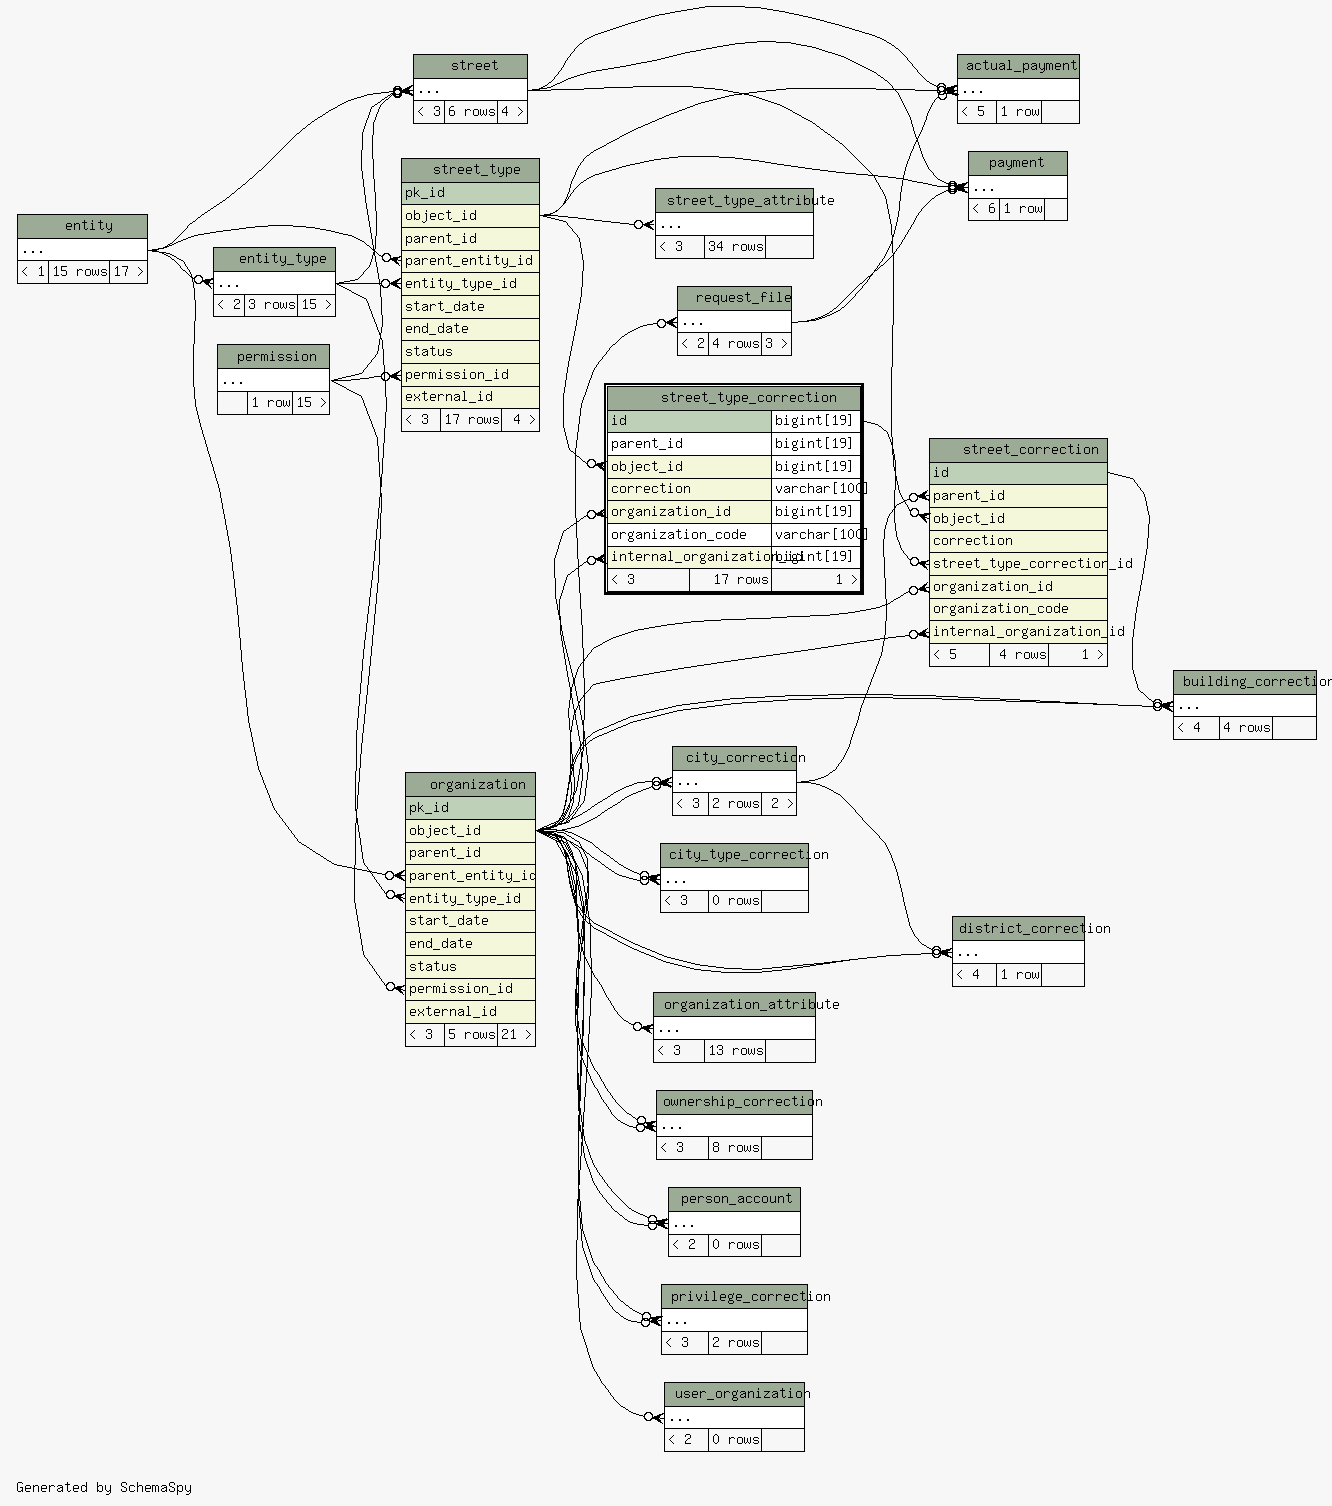 street
...
< 3 6 rows 4 >
actual_payment
...
< 5 1 row
payment
...
< 6 1 row
street_type
pk_id
object_id
parent_id
parent_entity_id
entity_type_id
start_date
end_date
status
permission_id
external_id
< 3 17 rows 4 >
street_type_attribute
...
< 3 34 rows
entity
...
< 1 15 rows 17 >
entity_type
...
< 2 3 rows 15 >
permission
...
1 row 15 >
request_file
...
< 2 4 rows 3 >
street_type_correction
id bigint[19]
parent_id bigint[19]
object_id bigint[19]
correction varchar[100]
organization_id bigint[19]
organization_code varchar[100]
internal_organization_id bigint[19]
< 3 17 rows 1 >
street_correction
id
parent_id
object_id
correction
street_type_correction_id
organization_id
organization_code
internal_organization_id
< 5 4 rows 1 >
building_correction
...
< 4 4 rows
city_correction
...
< 3 2 rows 2 >
organization
pk_id
object_id
parent_id
parent_entity_id
entity_type_id
start_date
end_date
status
permission_id
external_id
< 3 5 rows 21 >
city_type_correction
...
< 3 0 rows
district_correction
...
< 4 1 row
organization_attribute
...
< 3 13 rows
ownership_correction
...
< 3 8 rows
person_account
...
< 2 0 rows
privilege_correction
...
< 3 2 rows
user_organization
...
< 2 0 rows
Generated by SchemaSpy